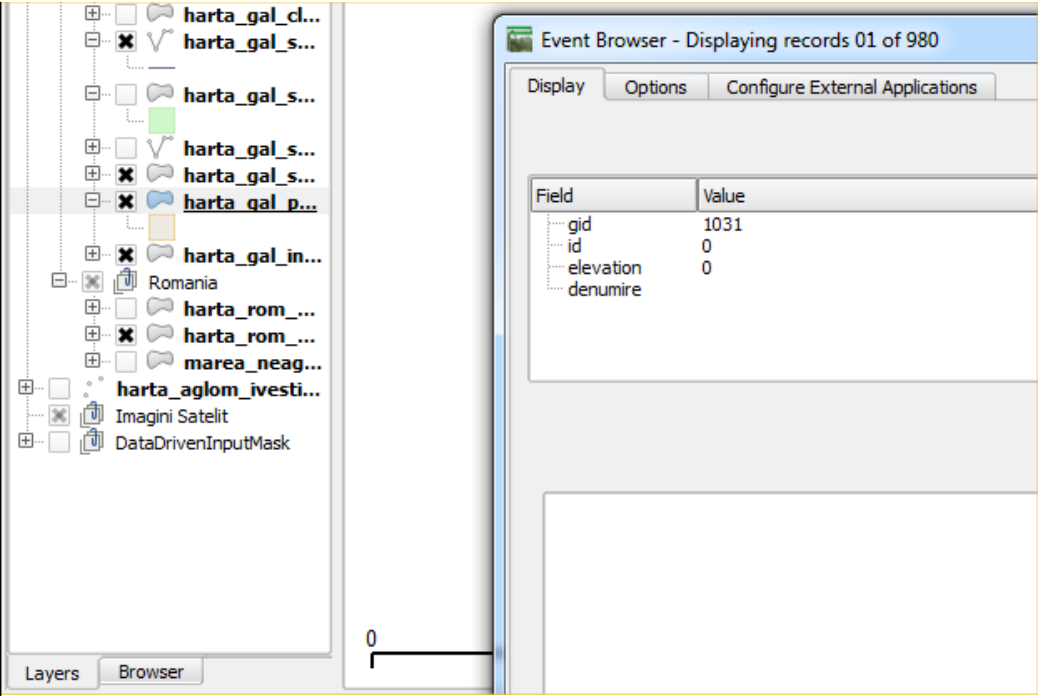 harta_gal_cl...
harta_gal_s...
harta_gal_s...
harta_gal_s...
harta_gal_s...
harta_gal_p...
harta_gal_in...
Romania
harta_rom_...
harta_rom_...
marea_neag...
harta_aglom_ivesti...
Imagini Satelit
DataDrivenInputMask
Layers Browser
0
Event Browser - Displaying records 01 of 980
Display Options Configure External Applications
Field Value
gid 1031
id 0
elevation 0
denumire